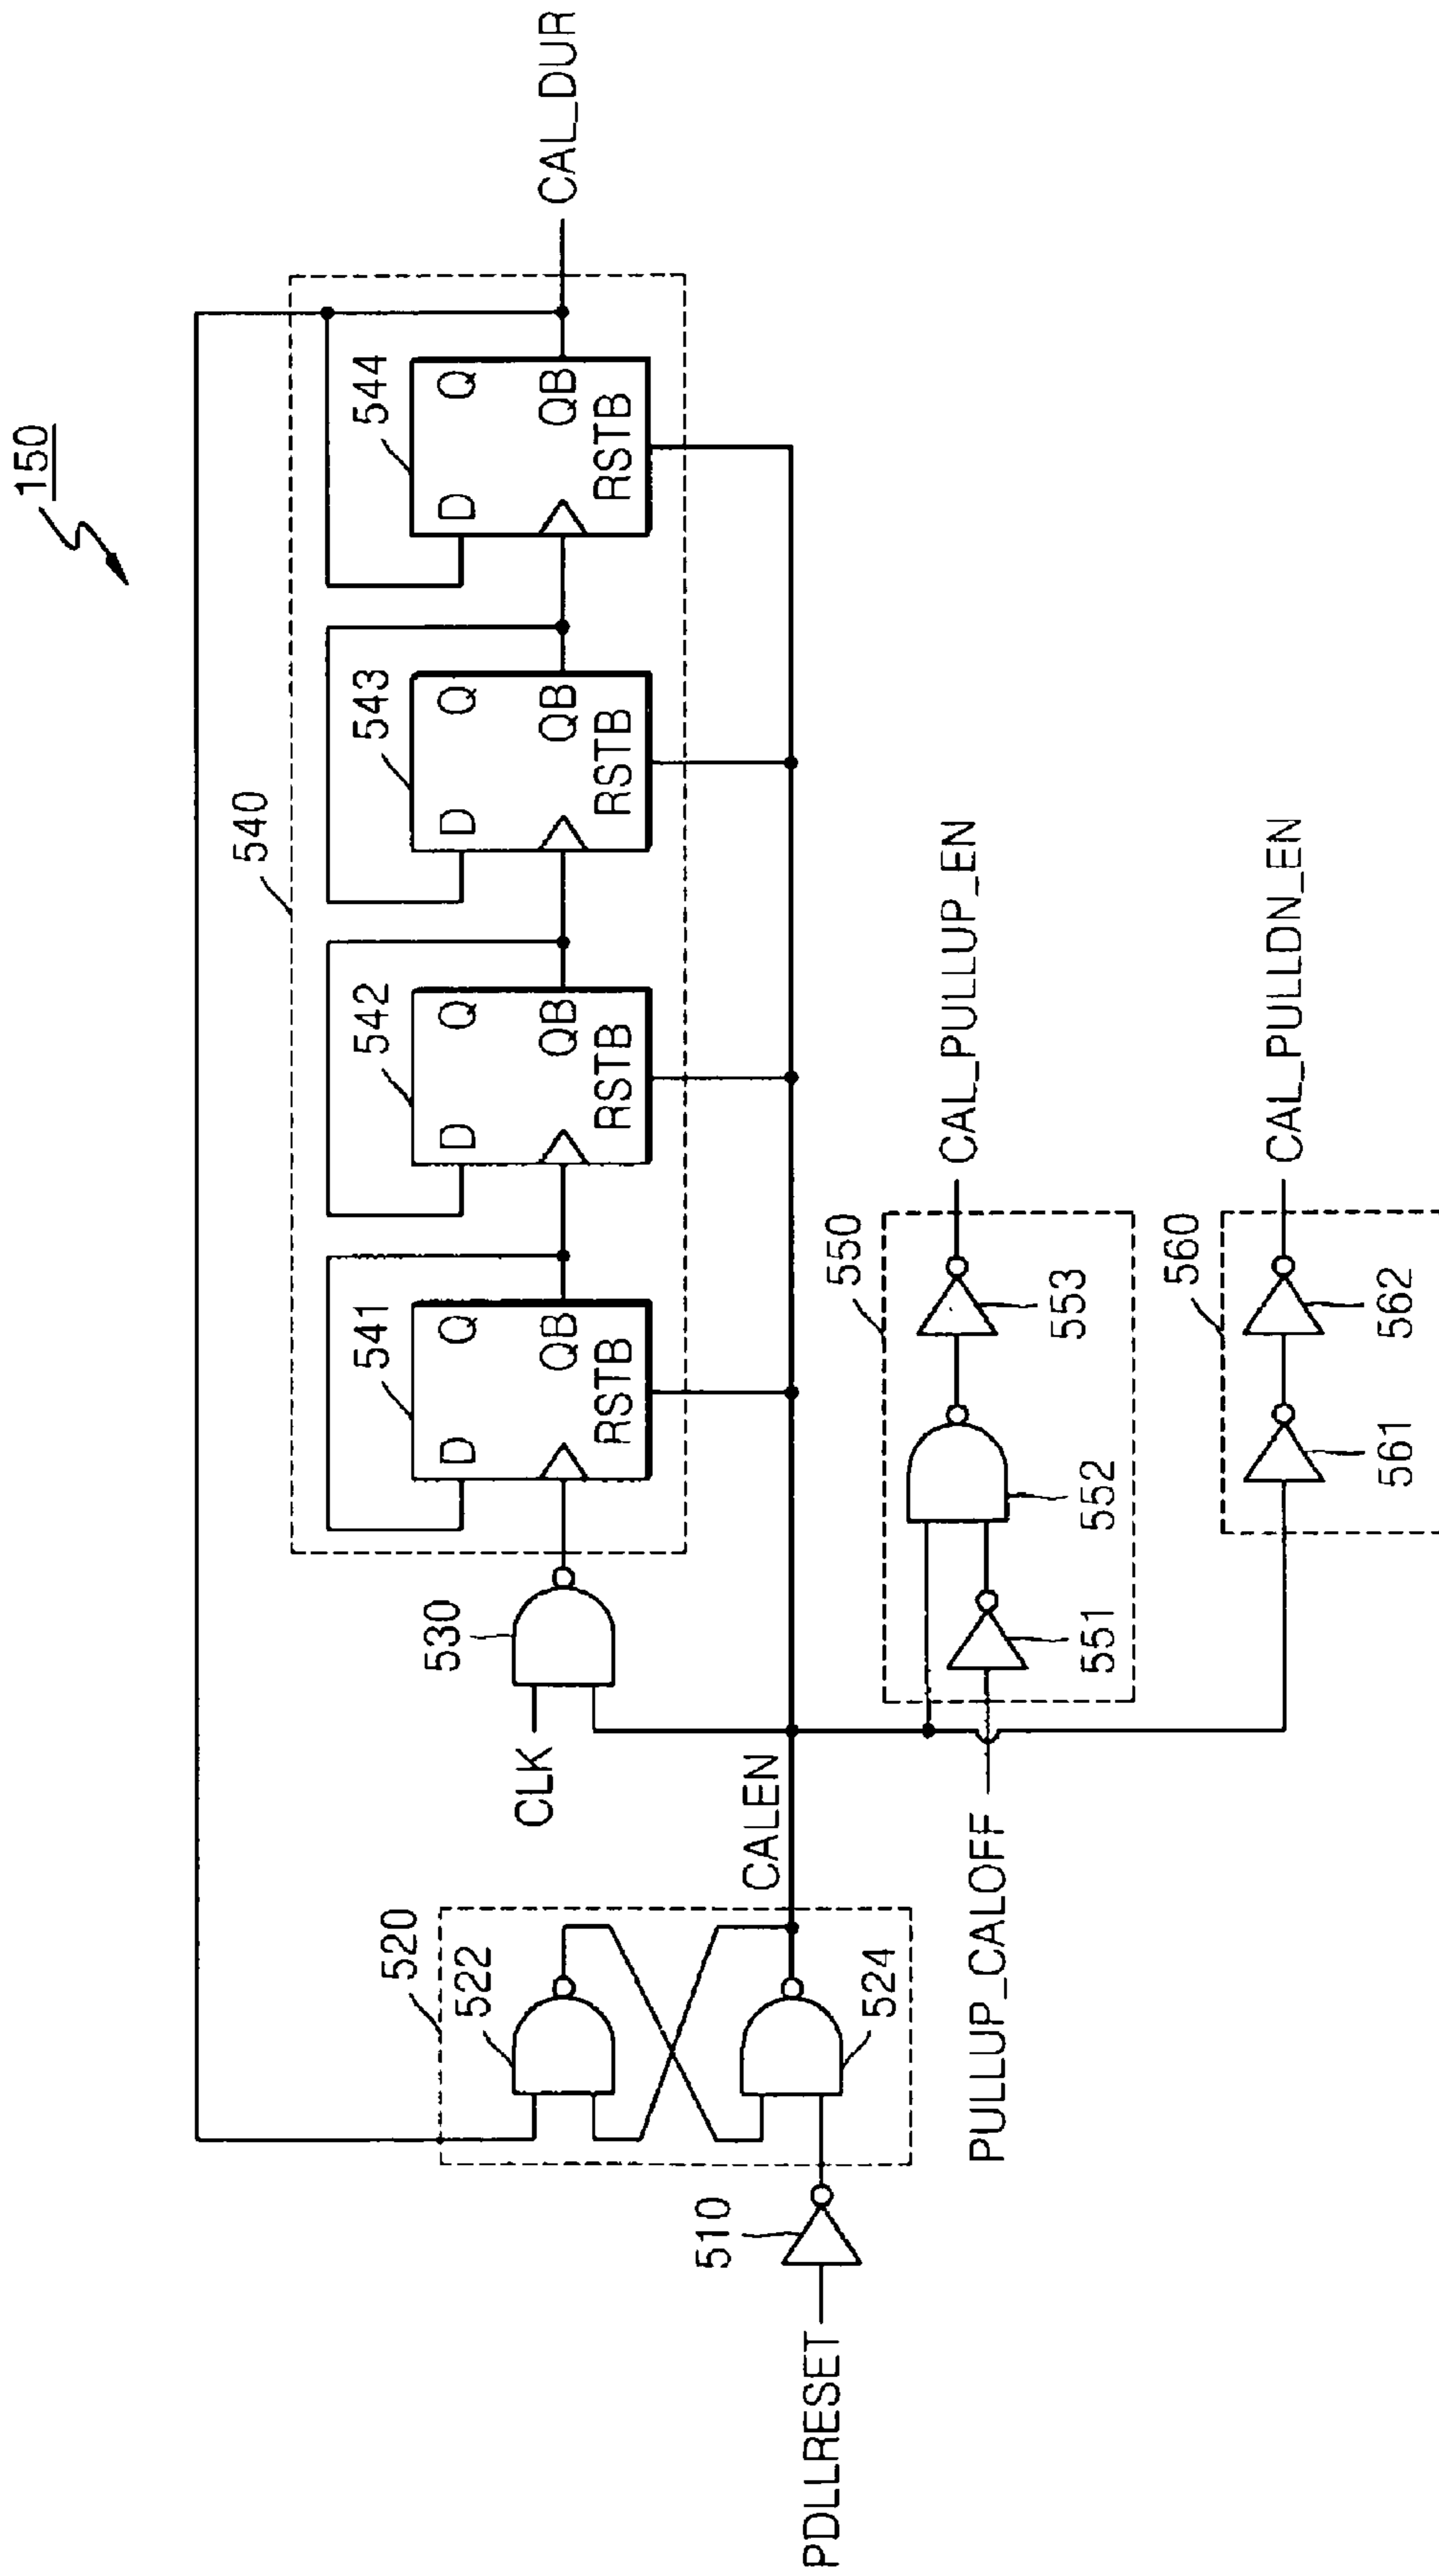 150
540
541
D
Q
QB
RSTB
542
D
Q
QB
RSTB
543
D
Q
QB
RSTB
544
D
Q
QB
RSTB
CAL_DUR
530
CLK
520
522
524
CALEN
510
PDLLRESET
PULLUP_CALOFF
550
551
552
553
CAL_PULLUP_EN
560
561
562
CAL_PULLDN_EN